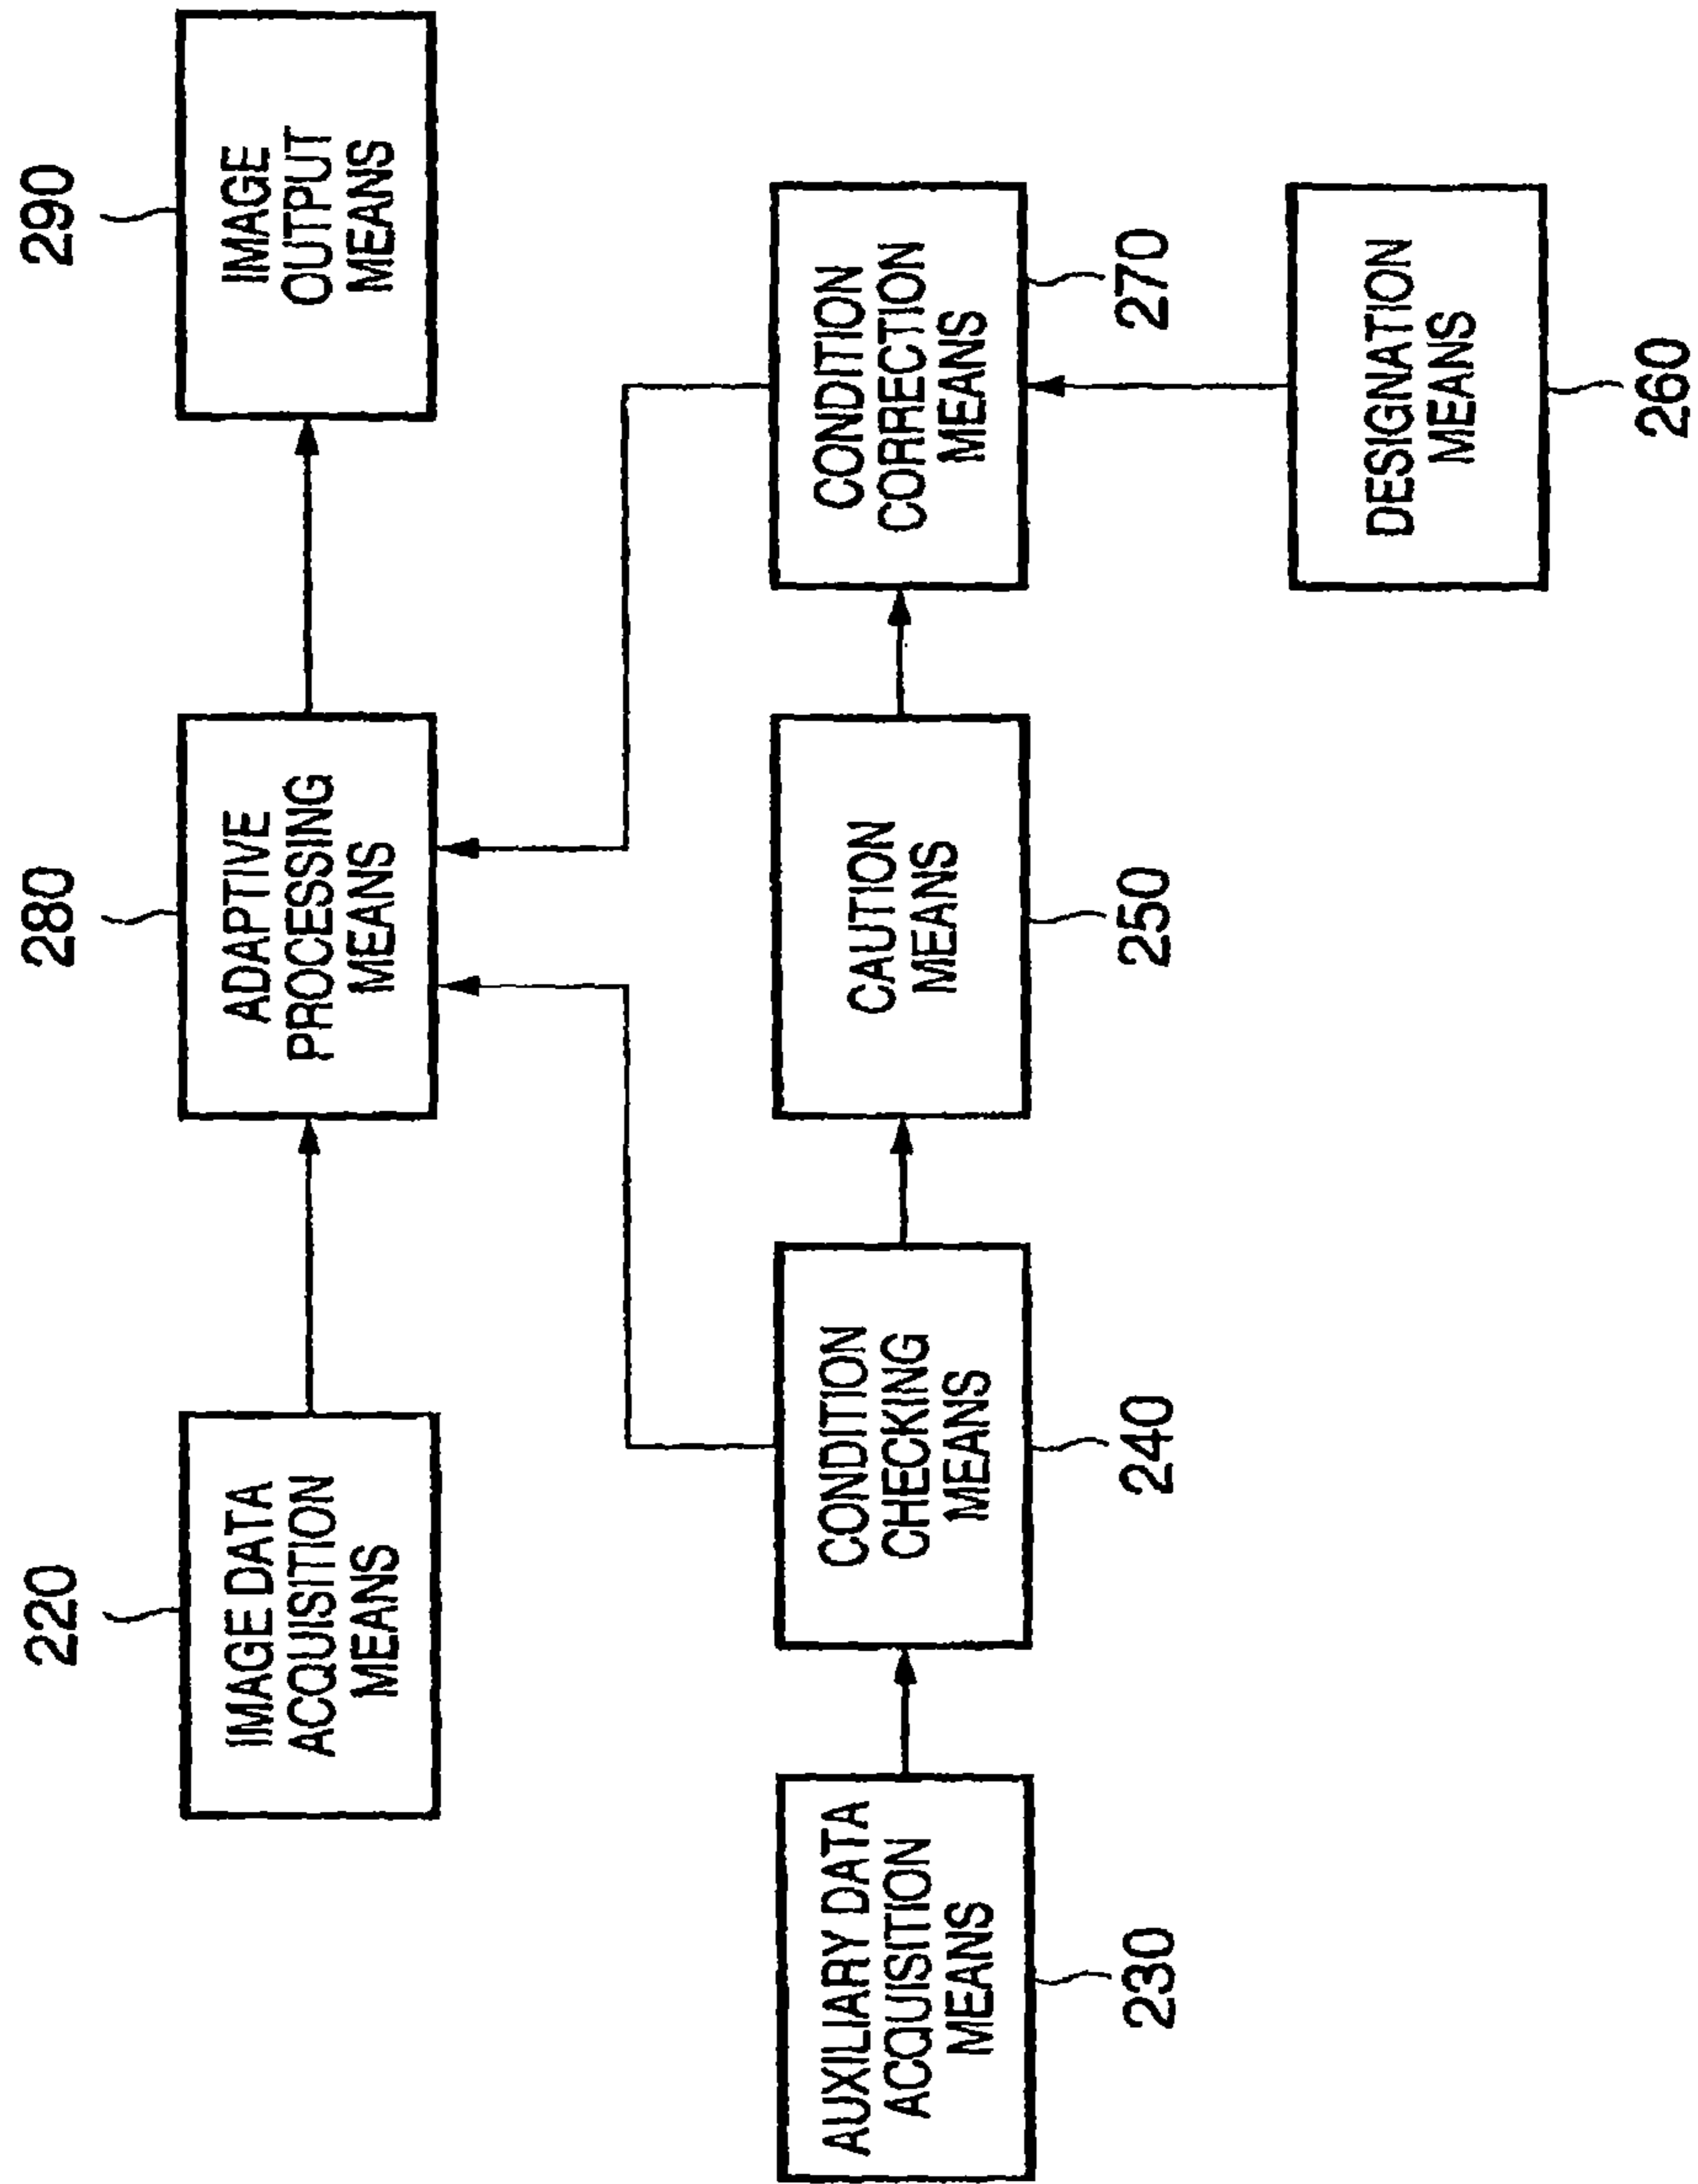 220
IMAGE DATA
ACQUISITION
MEANS
280
ADAPTIVE
PROCESSING
MEANS
290
IMAGE
OUTPUT
MEANS
AUXILIARY DATA
ACQUISITION
MEANS
230
CONDITION
CHECKING
MEANS
240
CAUTION
MEANS
250
CONDITION
CORRECTION
MEANS
270
DESIGNATION
MEANS
260